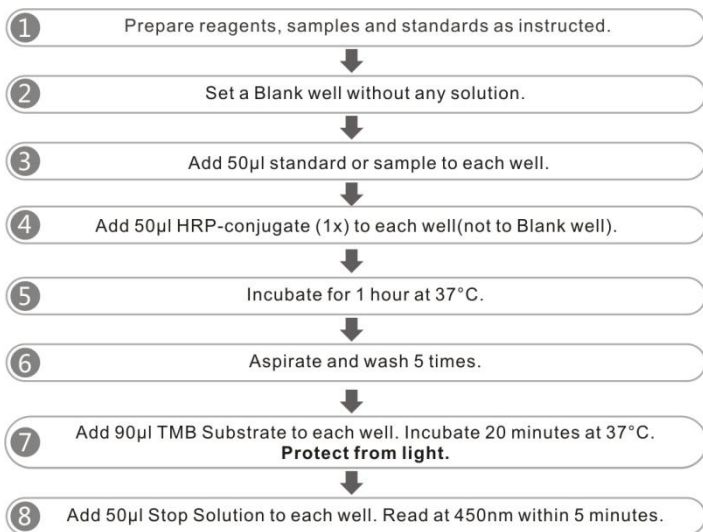 1 Prepare reagents, samples and standards as instructed.
2 Set a Blank well without any solution.
3 Add 50μl standard or sample to each well.
4 Add 50μl HRP-conjugate (1x) to each well(not to Blank well).
5 Incubate for 1 hour at 37°C.
6 Aspirate and wash 5 times.
7 Add 90μl TMB Substrate to each well. Incubate 20 minutes at 37°C.
Protect from light.
8 Add 50μl Stop Solution to each well. Read at 450nm within 5 minutes.